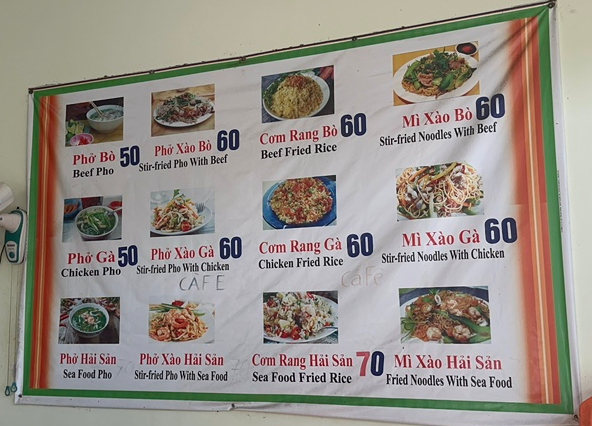 Phở Bò 50
Beef Pho
Phở Xào Bò 60
Stir-fried Pho With Beef
Cơm Rang Bò 60
Beef Fried Rice
Mì Xào Bò 60
Stir-fried Noodles With Beef
Phở Gà 50
Chicken Pho
Phở Xào Gà 60
Stir-fried Pho With Chicken
CAFE
Cơm Rang Gà 60
Chicken Fried Rice
cafe
Mì Xào Gà 60
Stir-fried Noodles With Chicken
Phở Hải Sản
Sea Food Pho
Phở Xào Hải Sản
Stir-fried Pho With Sea Food
Cơm Rang Hải Sản 70
Sea Food Fried Rice
Mì Xào Hải Sản
Fried Noodles With Sea Food